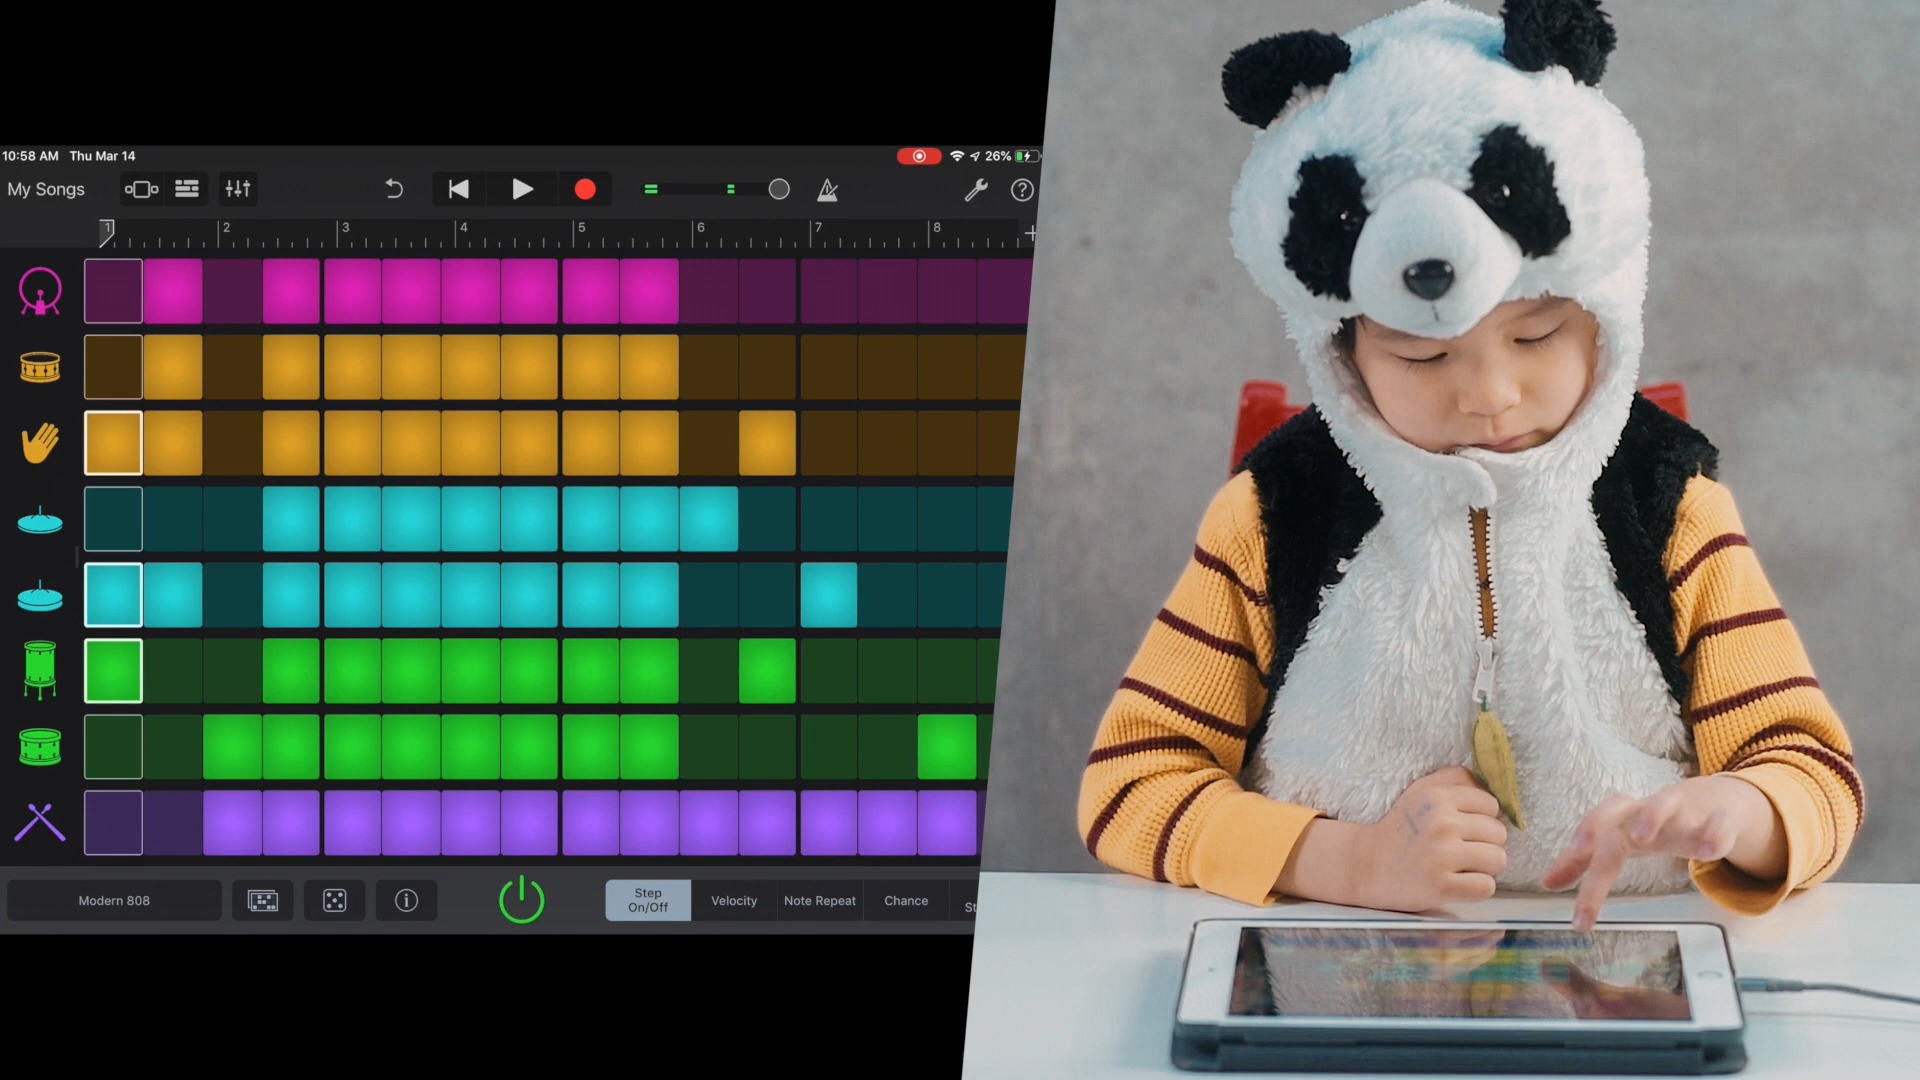 10:58 AM Thu Mar 14
26%
My Songs
?
1 2 3 4 5 6 7 8
Modern 808
Step
On/Off
Velocity
Note Repeat
Chance
St